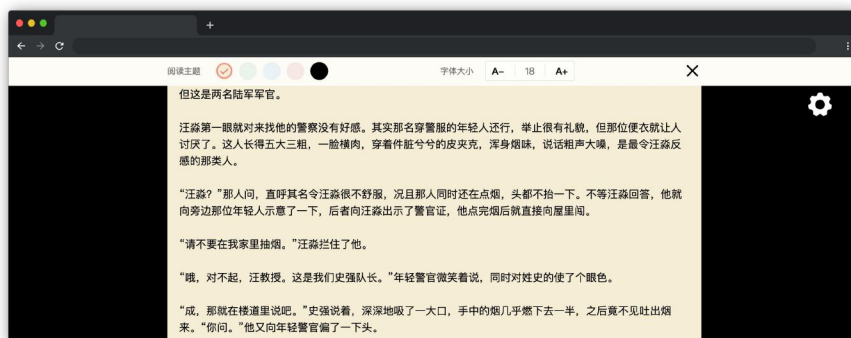 阅读主题
字体大小 A- 18 A+
但这是两名陆军军官。
汪淼第一眼就对来找他的警察没有好感。其实那名穿警服的年轻人还行，举止很有礼貌，但那位便衣就让人
讨厌了。这人长得五大三粗，一脸横肉，穿着件脏兮兮的皮夹克，浑身烟味，说话粗声大嗓，是最令汪淼反
感的那类人。
“汪淼？”那人问，直呼其名令汪淼很不舒服，况且那人同时还在点烟，头都不抬一下。不等汪淼回答，他就
向旁边那位年轻人示意了一下，后者向汪淼出示了警官证，他点完烟后就直接向屋里闯。
“请不要在我家里抽烟。”汪淼拦住了他。
“哦，对不起，汪教授。这是我们史强队长。”年轻警官微笑着说，同时对姓史的使了个眼色。
“成，那就在楼道里说吧。”史强说着，深深地吸了一大口，手中的烟几乎燃下去一半，之后竟不见吐出烟
来。“你问。”他又向年轻警官偏了一下头。